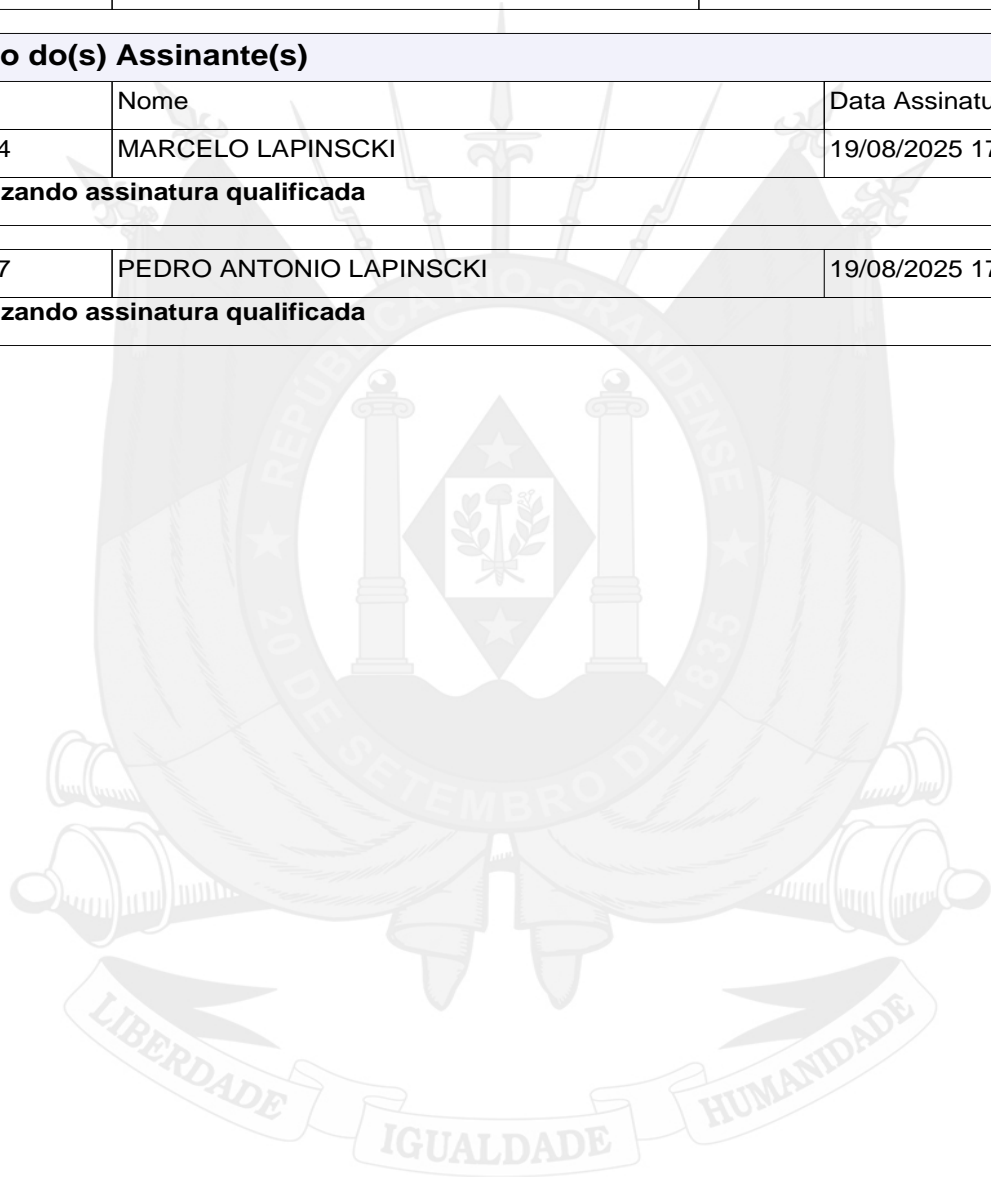 o do(s) Assinante(s)
Nome Data Assinatu
4 MARCELO LAPINSCKI 19/08/2025 17
zando assinatura qualificada
7 PEDRO ANTONIO LAPINSCKI 19/08/2025 17
zando assinatura qualificada
REPÚBLICA RIO-GRANDENSE
20 DE SETEMBRO DE 1835
LIBERDADE
IGUALDADE
HUMANIDADE